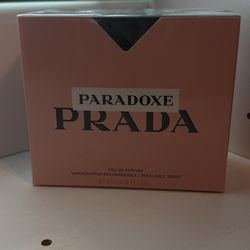 PARADOXE
PRADA
EAU DE PARFUM
VAPORISATEUR RECHARGEABLE / REFILLABLE SPRAY